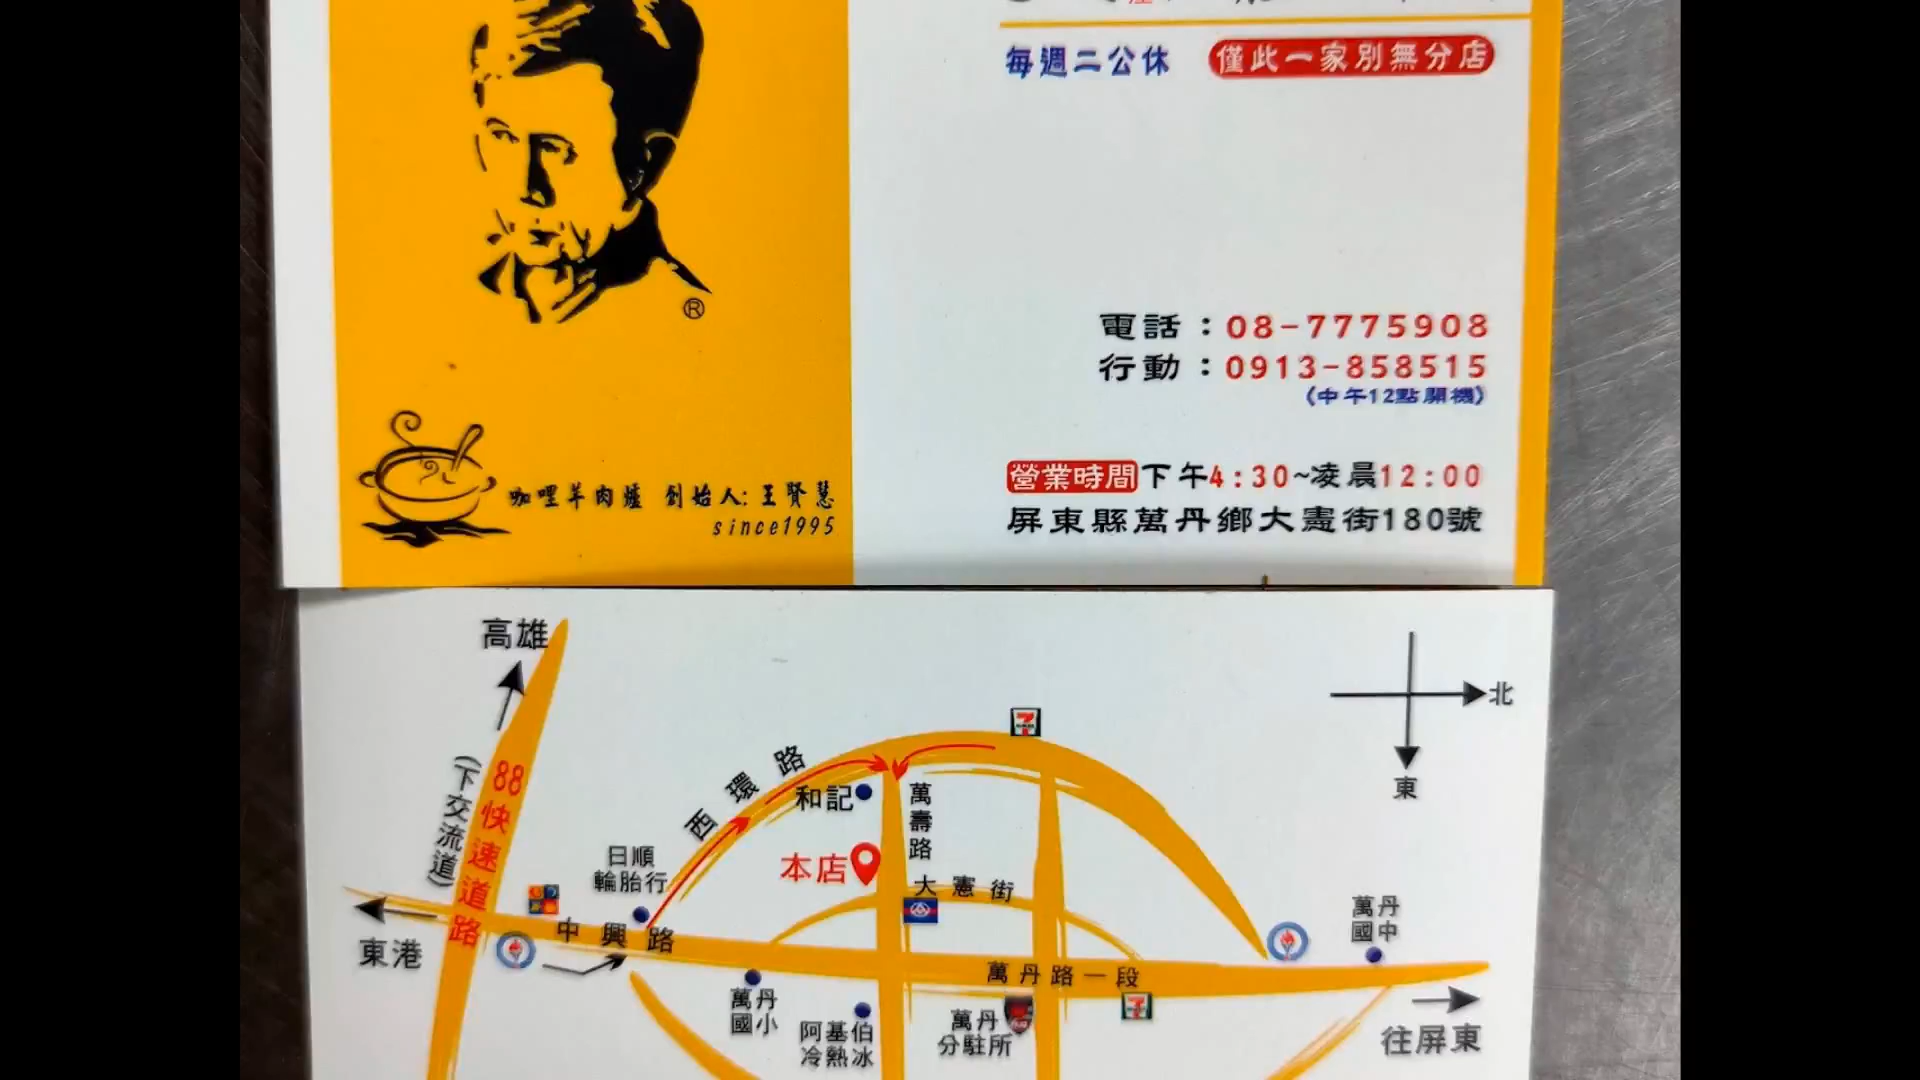 每週二公休 僅此一家別無分店
電話：08-7775908
行動：0913-858515
(中午12點開機)
營業時間下午4:30~凌晨12:00
屏東縣萬丹鄉大憲街180號
®
咖哩羊肉爐 創始人:王賢慧
since1995
高雄
88快速道路
(下交流道)
北
東
西環路
和記
萬壽路
日順
輪胎行
本店
大憲街
中興路
東港
萬丹
國中
萬丹路一段
萬丹
國小
阿基伯
冷熱冰
萬丹
分駐所
往屏東